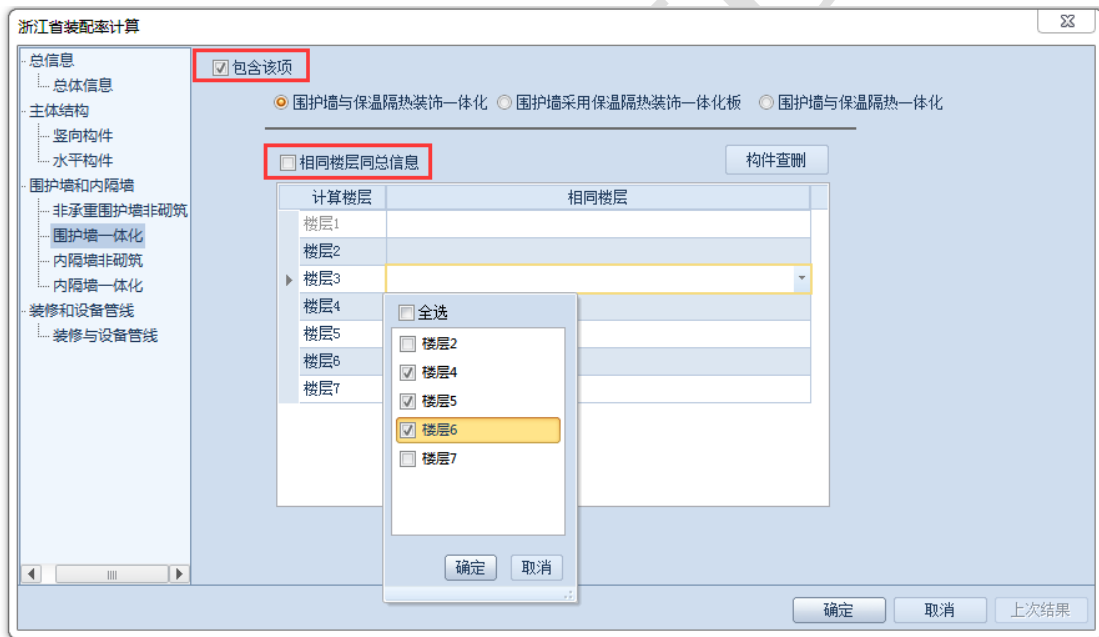 浙江省装配率计算
总信息
总体信息
主体结构
竖向构件
水平构件
围护墙和内隔墙
非承重围护墙非砌筑
围护墙一体化
内隔墙非砌筑
内隔墙一体化
装修和设备管线
装修与设备管线
包含该项
围护墙与保温隔热装饰一体化 围护墙采用保温隔热装饰一体化板 围护墙与保温隔热一体化
相同楼层同总信息 构件查删
计算楼层 相同楼层
楼层1
楼层2
楼层3
楼层4
楼层5
楼层6
楼层7
全选
楼层2
楼层4
楼层5
楼层6
楼层7
确定 取消
确定 取消 上次结果